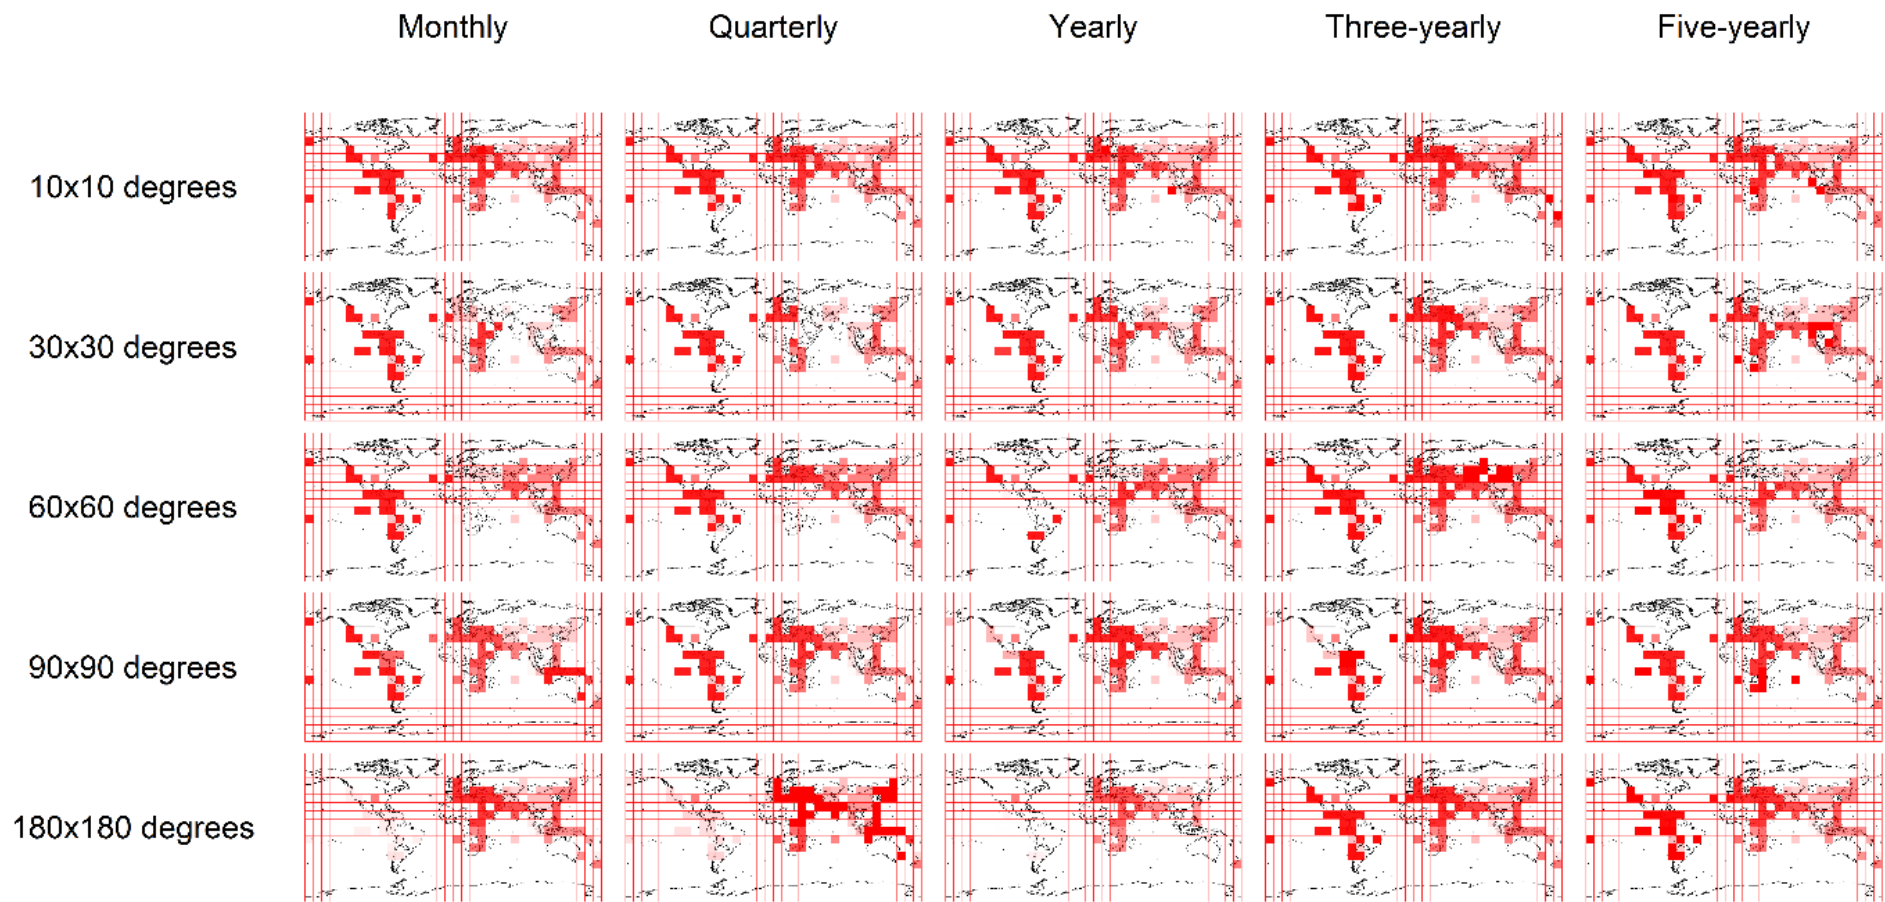 Monthly Quarterly Yearly Three-yearly Five-yearly
10x10 degrees
30x30 degrees
60x60 degrees
90x90 degrees
180x180 degrees